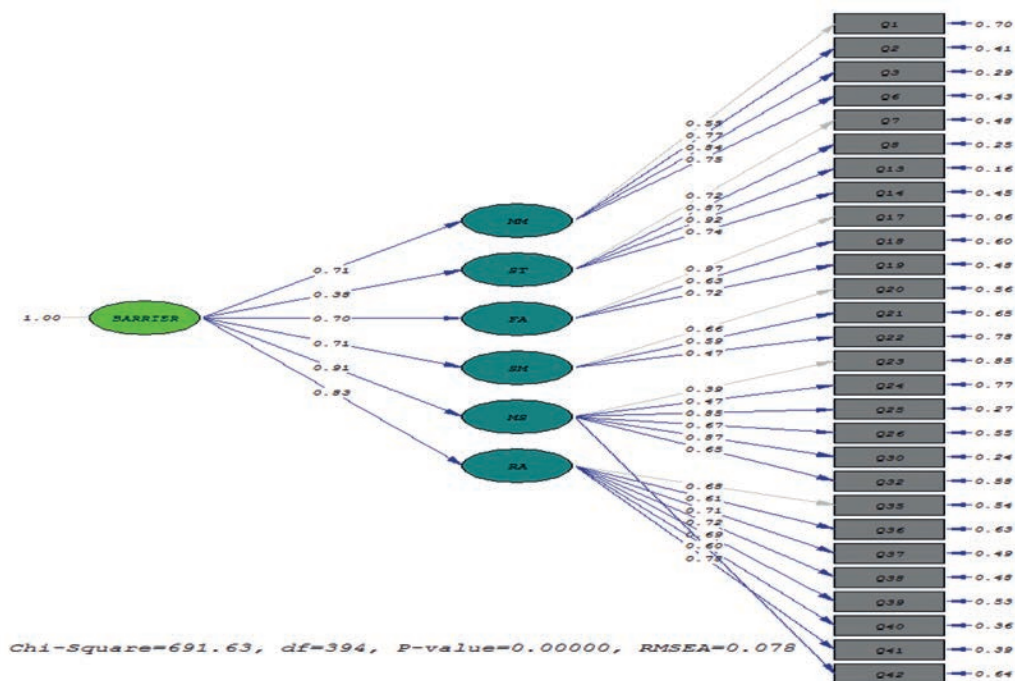 1.00
BARRIER
0.71
0.38
0.70
0.71
0.91
0.83
MM
ST
FA
SM
MS
RA
0.55
0.77
0.84
0.75
0.72
0.87
0.92
0.74
0.97
0.63
0.72
0.66
0.59
0.47
0.39
0.47
0.85
0.67
0.87
0.65
0.68
0.61
0.71
0.72
0.69
0.60
0.78
Q1 0.70
Q2 0.41
Q3 0.29
Q6 0.43
Q7 0.48
Q8 0.25
Q13 0.16
Q14 0.45
Q17 0.06
Q18 0.60
Q19 0.48
Q20 0.56
Q21 0.65
Q22 0.78
Q23 0.85
Q24 0.77
Q25 0.27
Q26 0.55
Q30 0.24
Q32 0.58
Q35 0.54
Q36 0.63
Q37 0.49
Q38 0.48
Q39 0.53
Q40 0.36
Q41 0.39
Q42 0.64
Chi-Square=691.63, df=394, P-value=0.00000, RMSEA=0.078